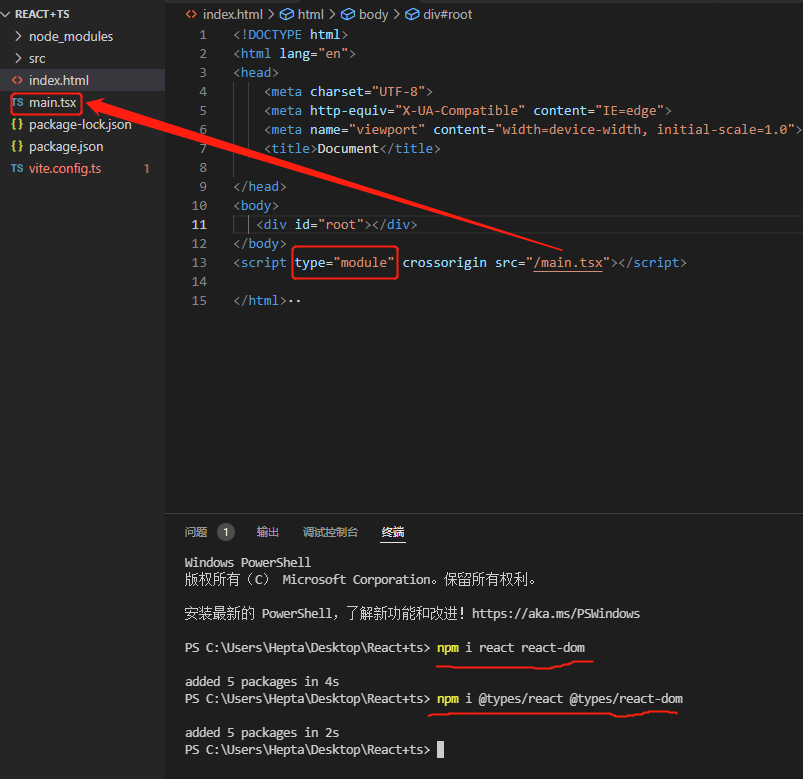 REACT+TS
node_modules
src
index.html
TS main.tsx
{} package-lock.json
{} package.json
TS vite.config.ts 1
<> index.html > html > body > div#root
1 <!DOCTYPE html>
2 <html lang="en">
3 <head>
4 <meta charset="UTF-8">
5 <meta http-equiv="X-UA-Compatible" content="IE=edge">
6 <meta name="viewport" content="width=device-width, initial-scale=1.0">
7 <title>Document</title>
8
9 </head>
10 <body>
11 <div id="root"></div>
12 </body>
13 <script type="module" crossorigin src="/main.tsx"></script>
14
15 </html>··
问题 1 输出 调试控制台 终端
Windows PowerShell
版权所有（C） Microsoft Corporation。保留所有权利。
安装最新的 PowerShell，了解新功能和改进！https://aka.ms/PSWindows
PS C:\Users\Hepta\Desktop\React+ts> npm i react react-dom
added 5 packages in 4s
PS C:\Users\Hepta\Desktop\React+ts> npm i @types/react @types/react-dom
added 5 packages in 2s
PS C:\Users\Hepta\Desktop\React+ts>